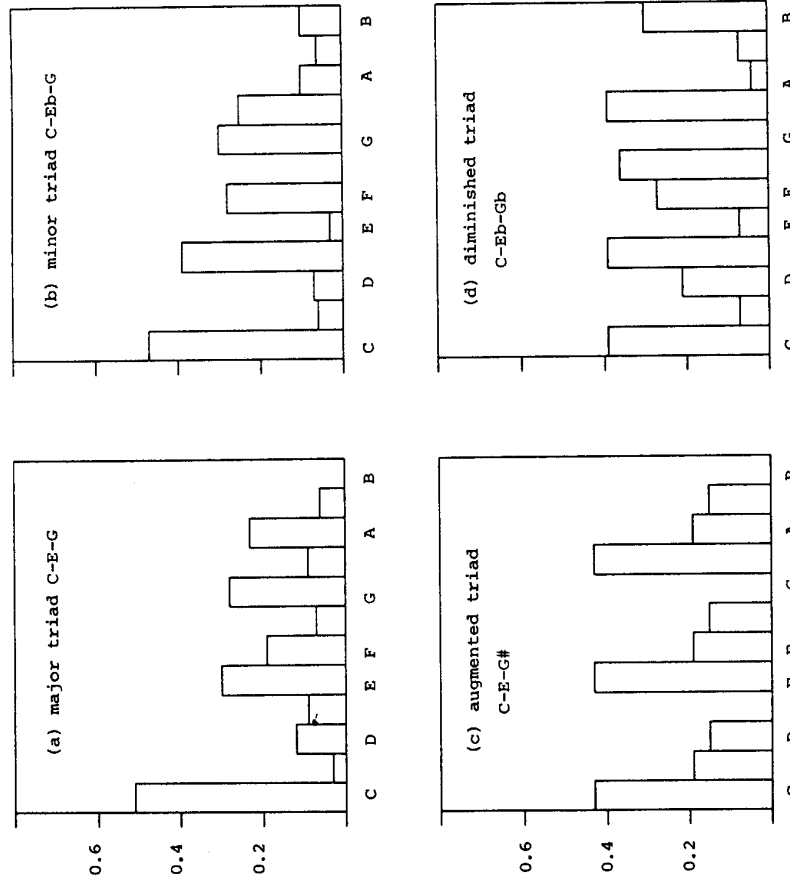 (a) major triad C-E-G
0.6
0.4
0.2
C D E F G A B
(b) minor triad C-Eb-G
C D E F G A B
(c) augmented triad
C-E-G#
0.6
0.4
0.2
(d) diminished triad
C-Eb-Gb